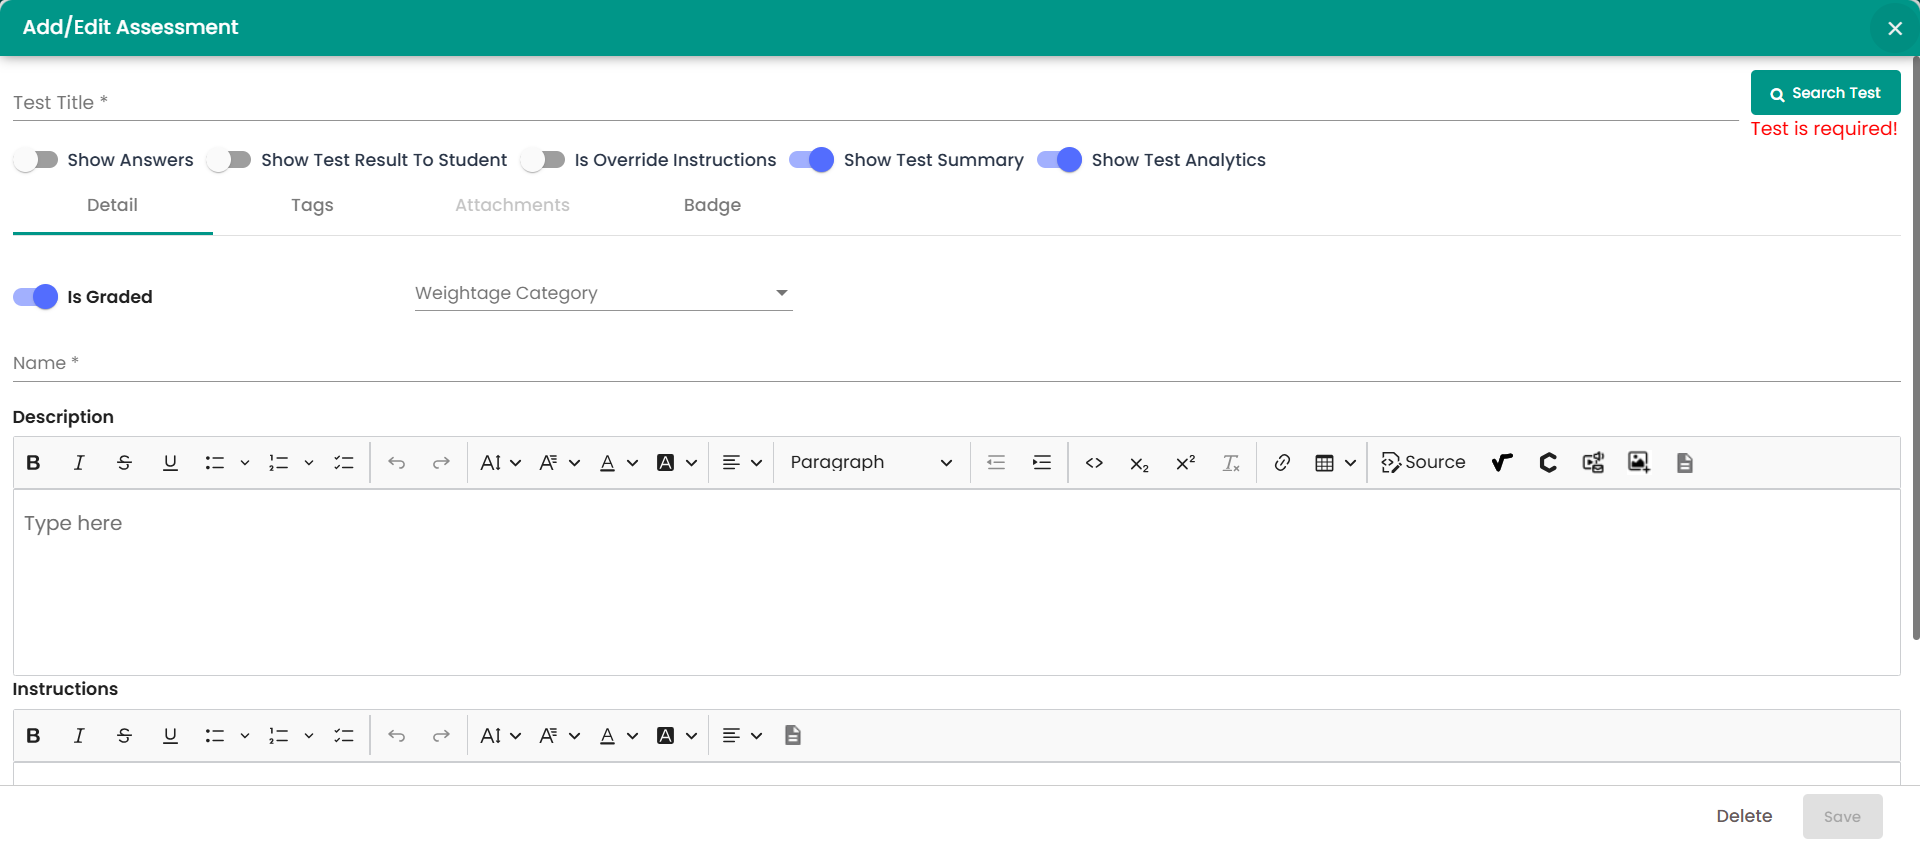 Add/Edit Assessment
Test Title *
Search Test
Test is required!
Show Answers Show Test Result To Student Is Override Instructions Show Test Summary Show Test Analytics
Detail Tags Attachments Badge
Is Graded Weightage Category
Name *
Description
Paragraph Source
Type here
Instructions
Delete Save